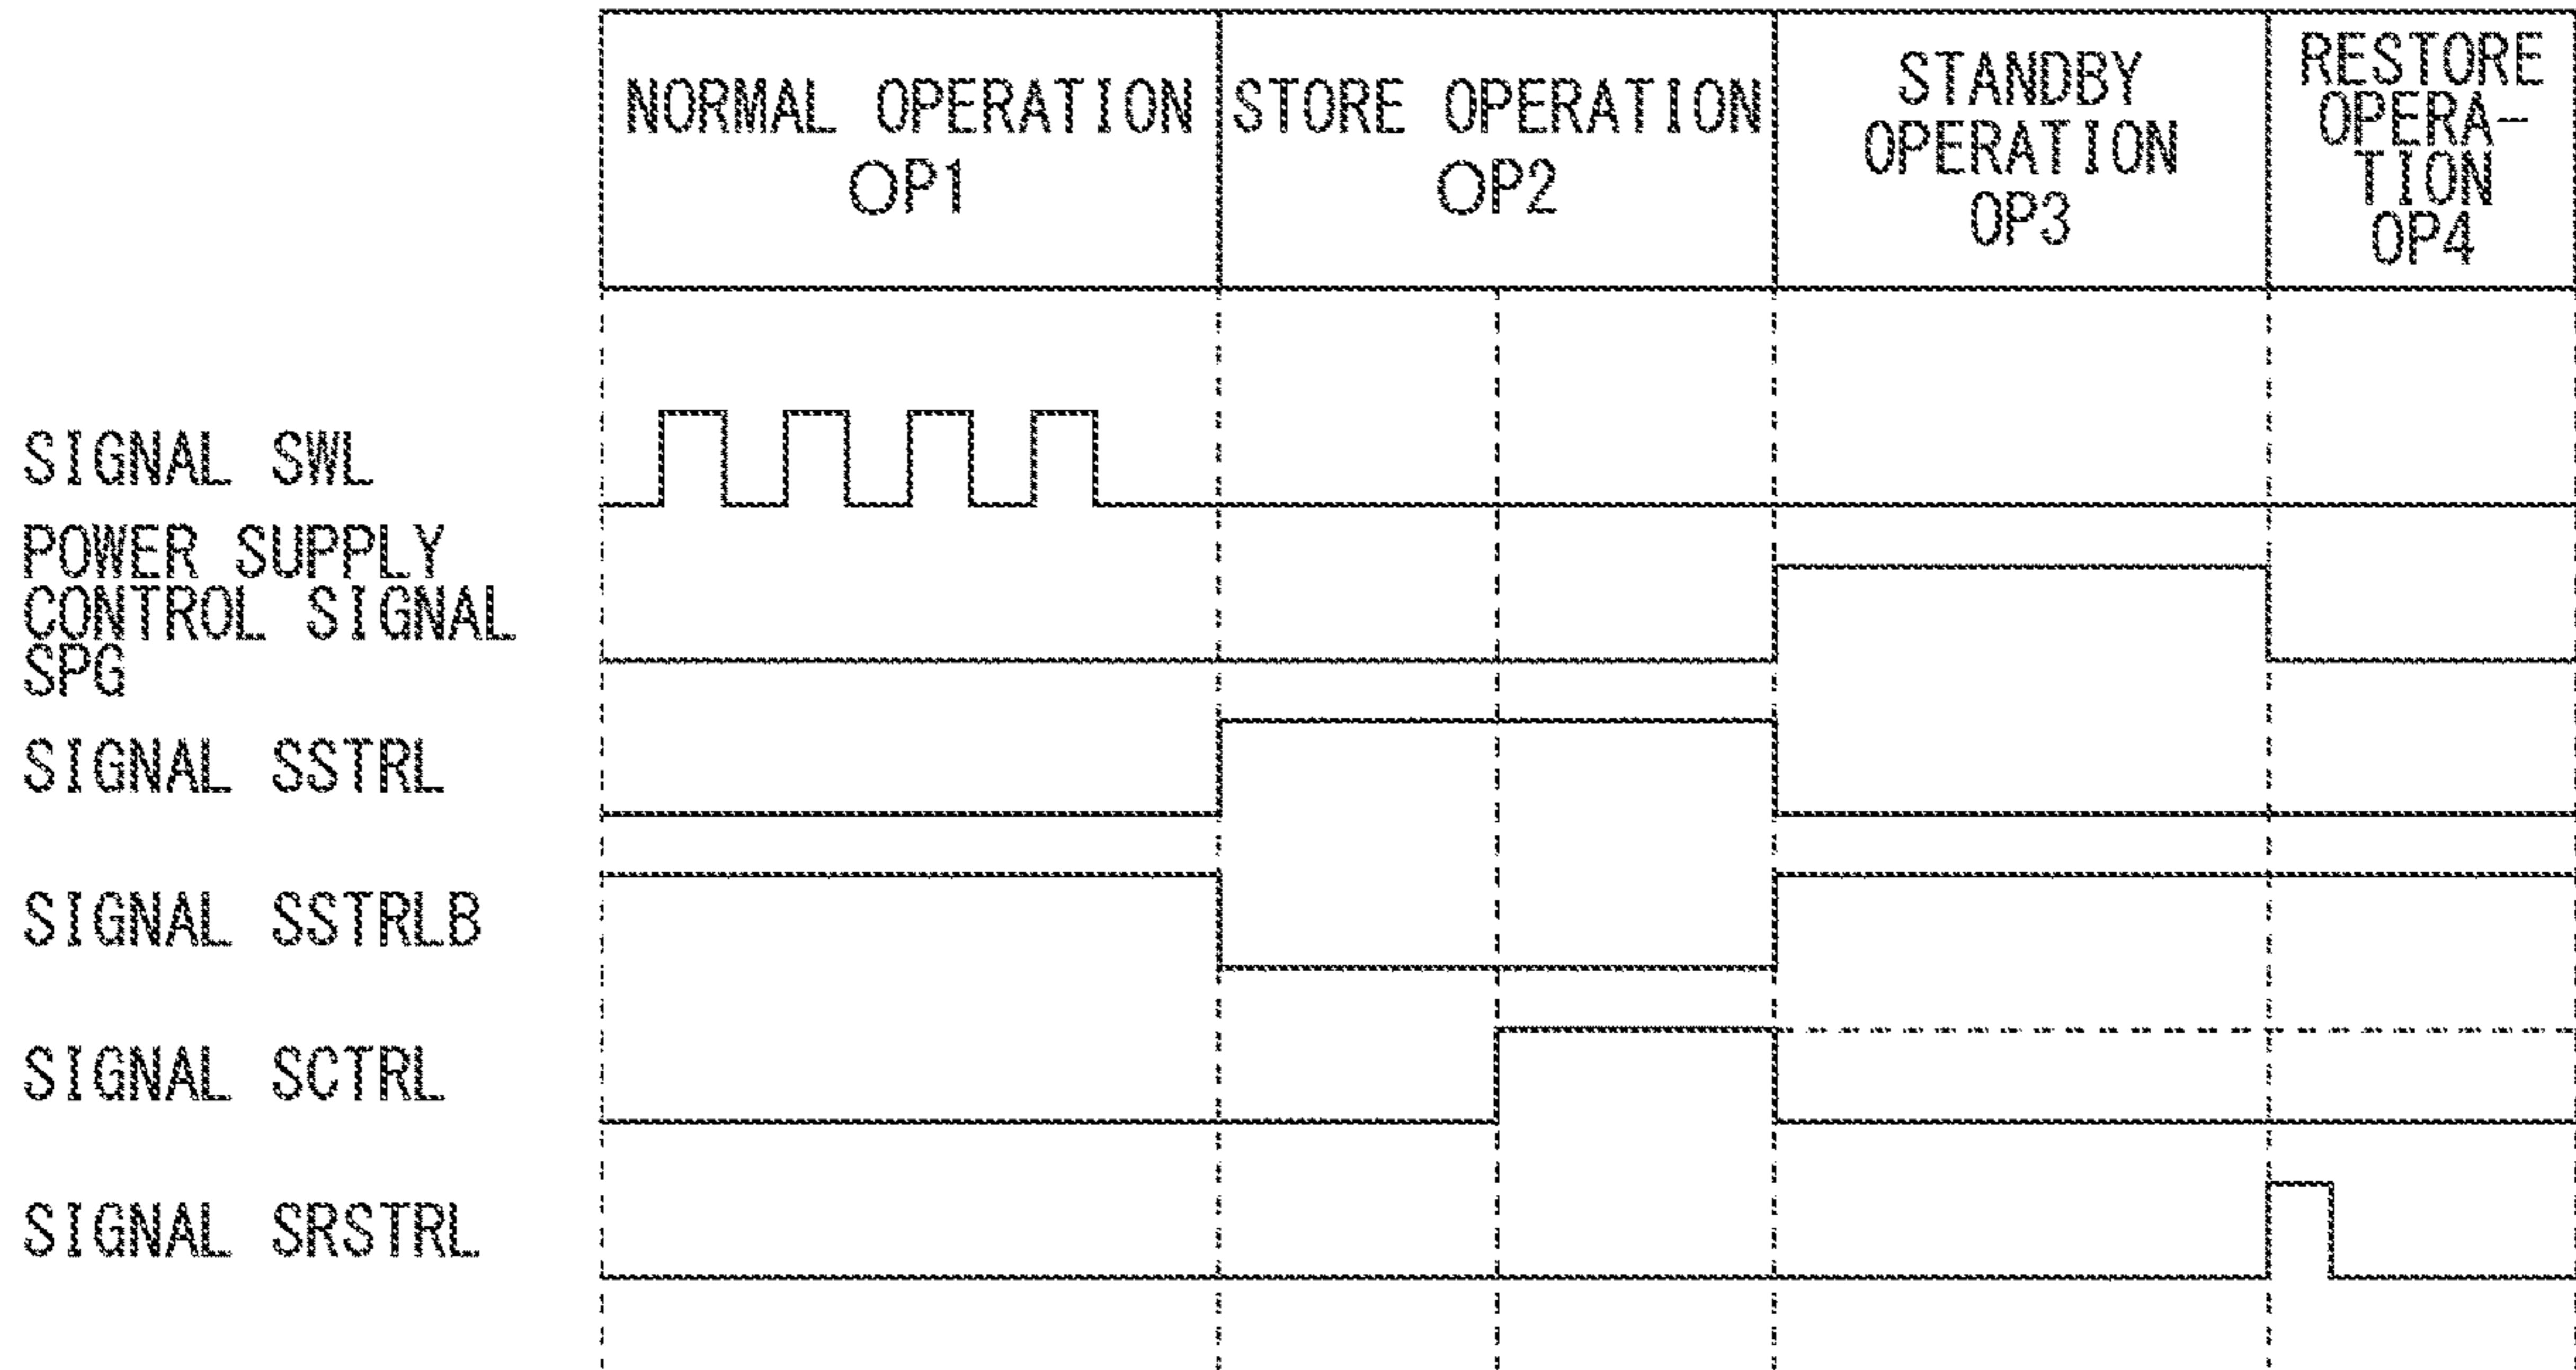 NORMAL OPERATION
OP1
STORE OPERATION
OP2
STANDBY
OPERATION
OP3
RESTORE
OPERA-
TION
OP4
SIGNAL SWL
POWER SUPPLY
CONTROL SIGNAL
SPG
SIGNAL SSTRL
SIGNAL SSTRLB
SIGNAL SCTRL
SIGNAL SRSTRL